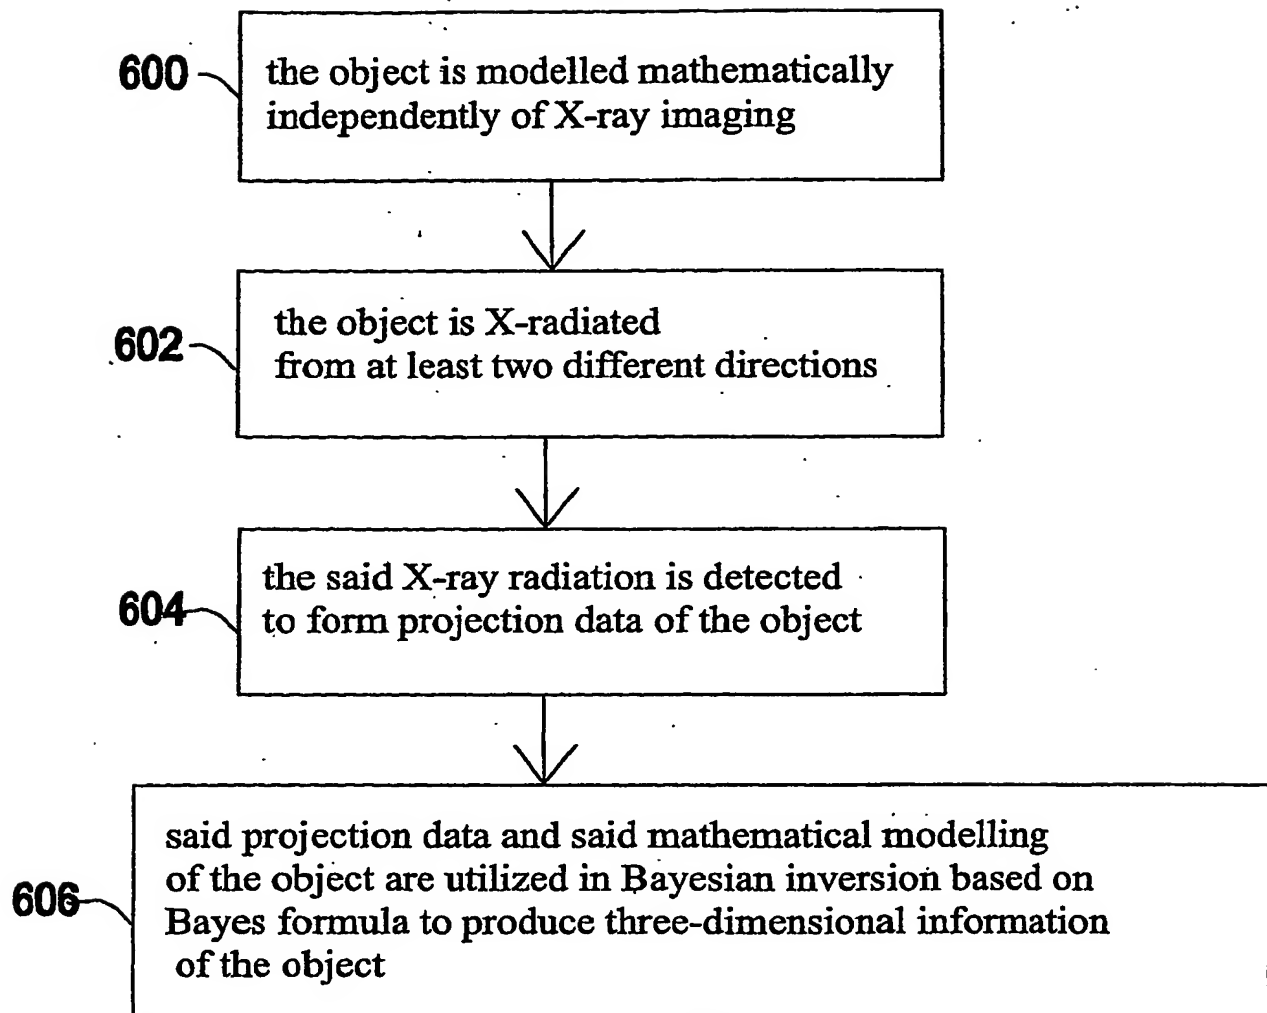 600
the object is modelled mathematically
independently of X-ray imaging
602
the object is X-radiated
from at least two different directions
604
the said X-ray radiation is detected
to form projection data of the object
606
said projection data and said mathematical modelling
of the object are utilized in Bayesian inversion based on
Bayes formula to produce three-dimensional information
of the object